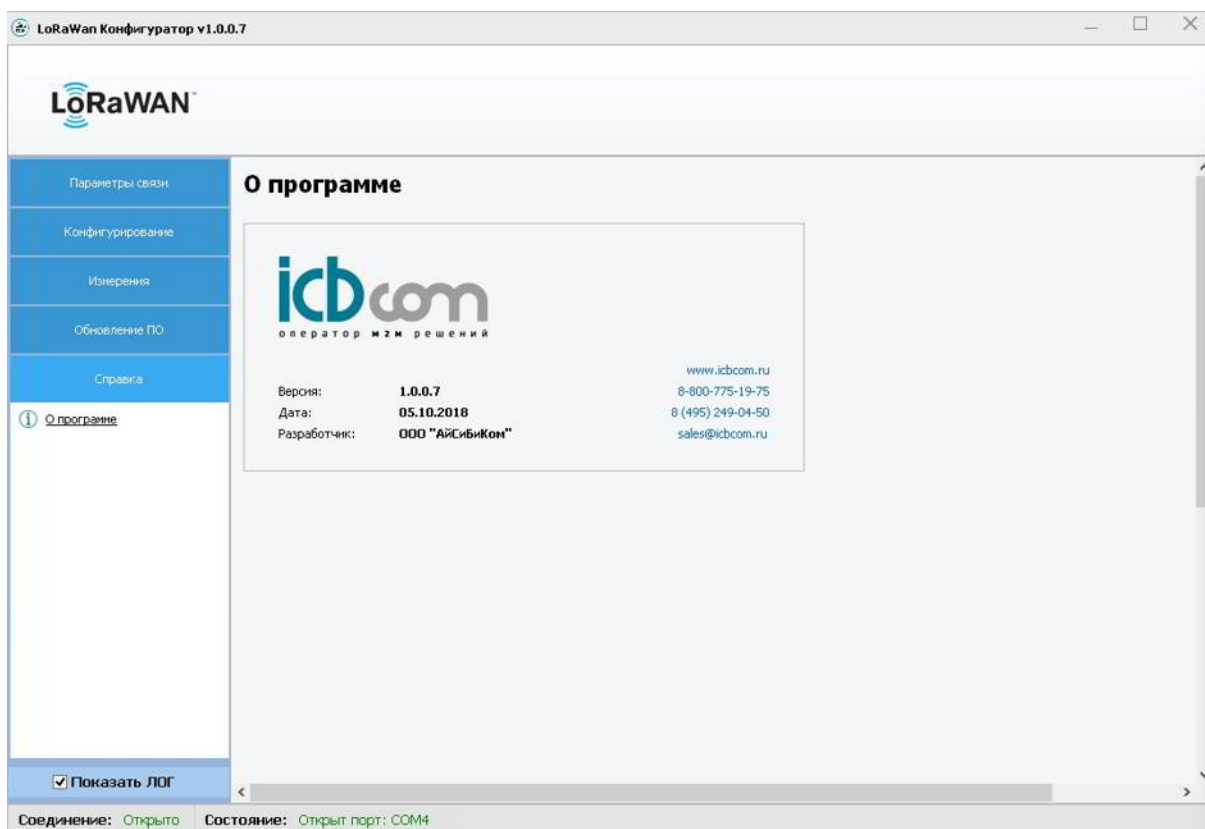 LoRaWan Конфигуратор v1.0.0.7
LoRaWAN™
Параметры связи
Конфигурирование
Измерения
Обновление ПО
Справка
О программе
О программе
icbcom
оператор м2м решений
www.icbcom.ru
Версия: 1.0.0.7 8-800-775-19-75
Дата: 05.10.2018 8 (495) 249-04-50
Разработчик: ООО "АйСиБиКом" sales@icbcom.ru
Показать ЛОГ
Соединение: Открыто Состояние: Открыт порт: COM4